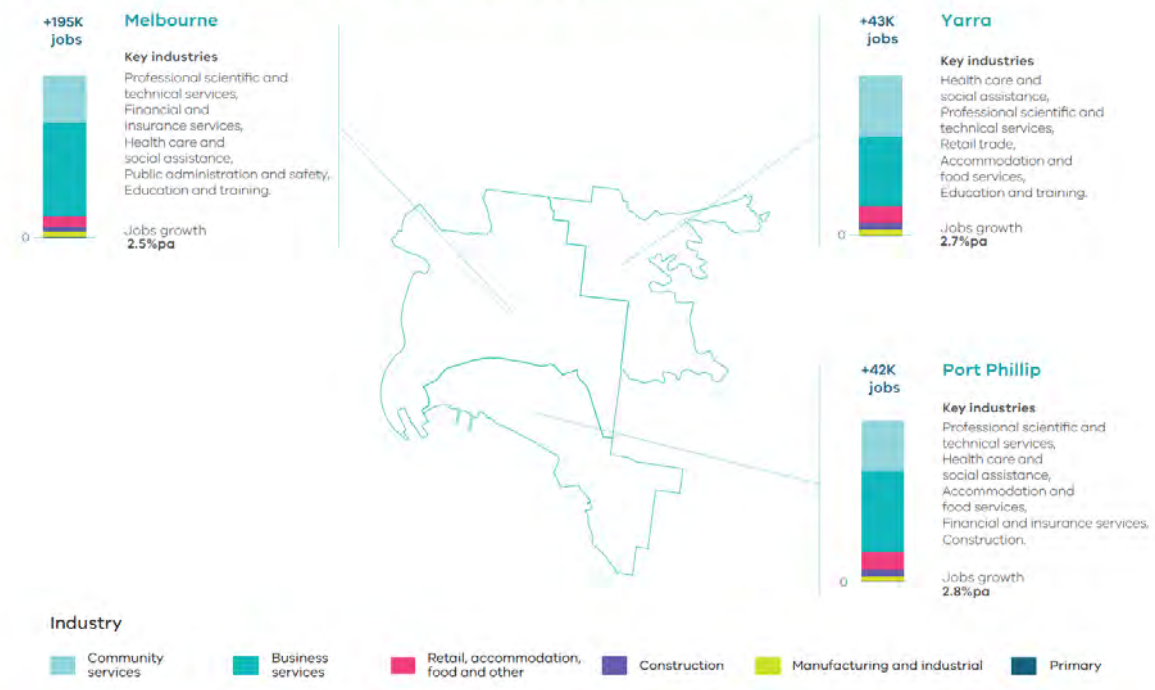 +195K
jobs
Melbourne
Key industries
Professional scientific and
technical services,
Financial and
insurance services,
Health care and
social assistance,
Public administration and safety,
Education and training.
Jobs growth
2.5%pa
0
+43K
jobs
Yarra
Key industries
Health care and
social assistance,
Professional scientific and
technical services,
Retail trade,
Accommodation and
food services,
Education and training.
Jobs growth
2.7%pa
0
+42K
jobs
Port Phillip
Key industries
Professional scientific and
technical services,
Health care and
social assistance,
Accommodation and
food services,
Financial and insurance services,
Construction.
Jobs growth
2.8%pa
0
Industry
Community
services
Business
services
Retail, accommodation,
food and other
Construction
Manufacturing and industrial
Primary